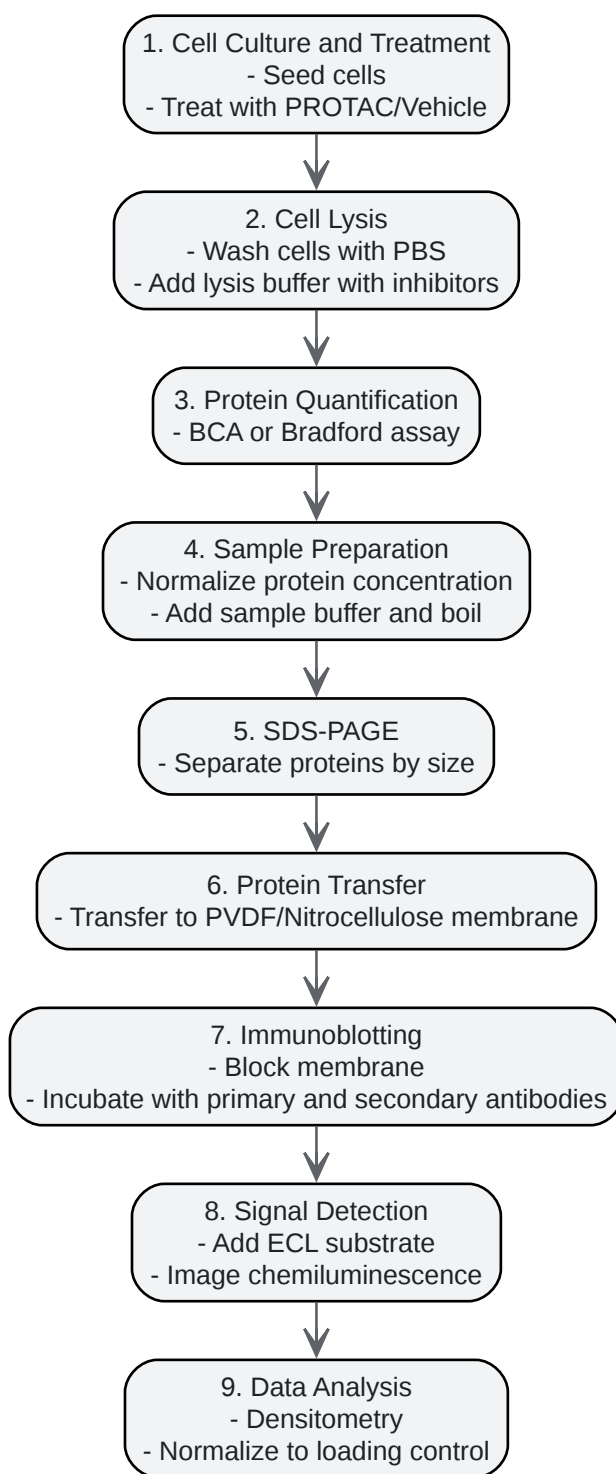 1. Cell Culture and Treatment
- Seed cells
- Treat with PROTAC/Vehicle
2. Cell Lysis
- Wash cells with PBS
- Add lysis buffer with inhibitors
3. Protein Quantification
- BCA or Bradford assay
4. Sample Preparation
- Normalize protein concentration
- Add sample buffer and boil
5. SDS-PAGE
- Separate proteins by size
6. Protein Transfer
- Transfer to PVDF/Nitrocellulose membrane
7. Immunoblotting
- Block membrane
- Incubate with primary and secondary antibodies
8. Signal Detection
- Add ECL substrate
- Image chemiluminescence
9. Data Analysis
- Densitometry
- Normalize to loading control